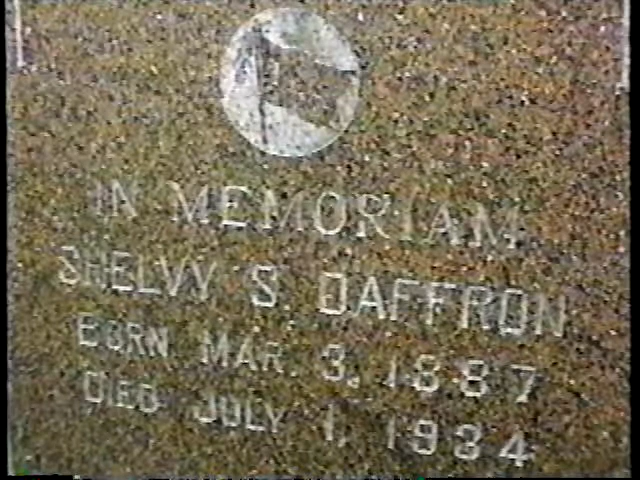 IN MEMORIAM
SHELVY S. DAFFRON
BORN MAR. 3, 1887
DIED JULY 1, 1934